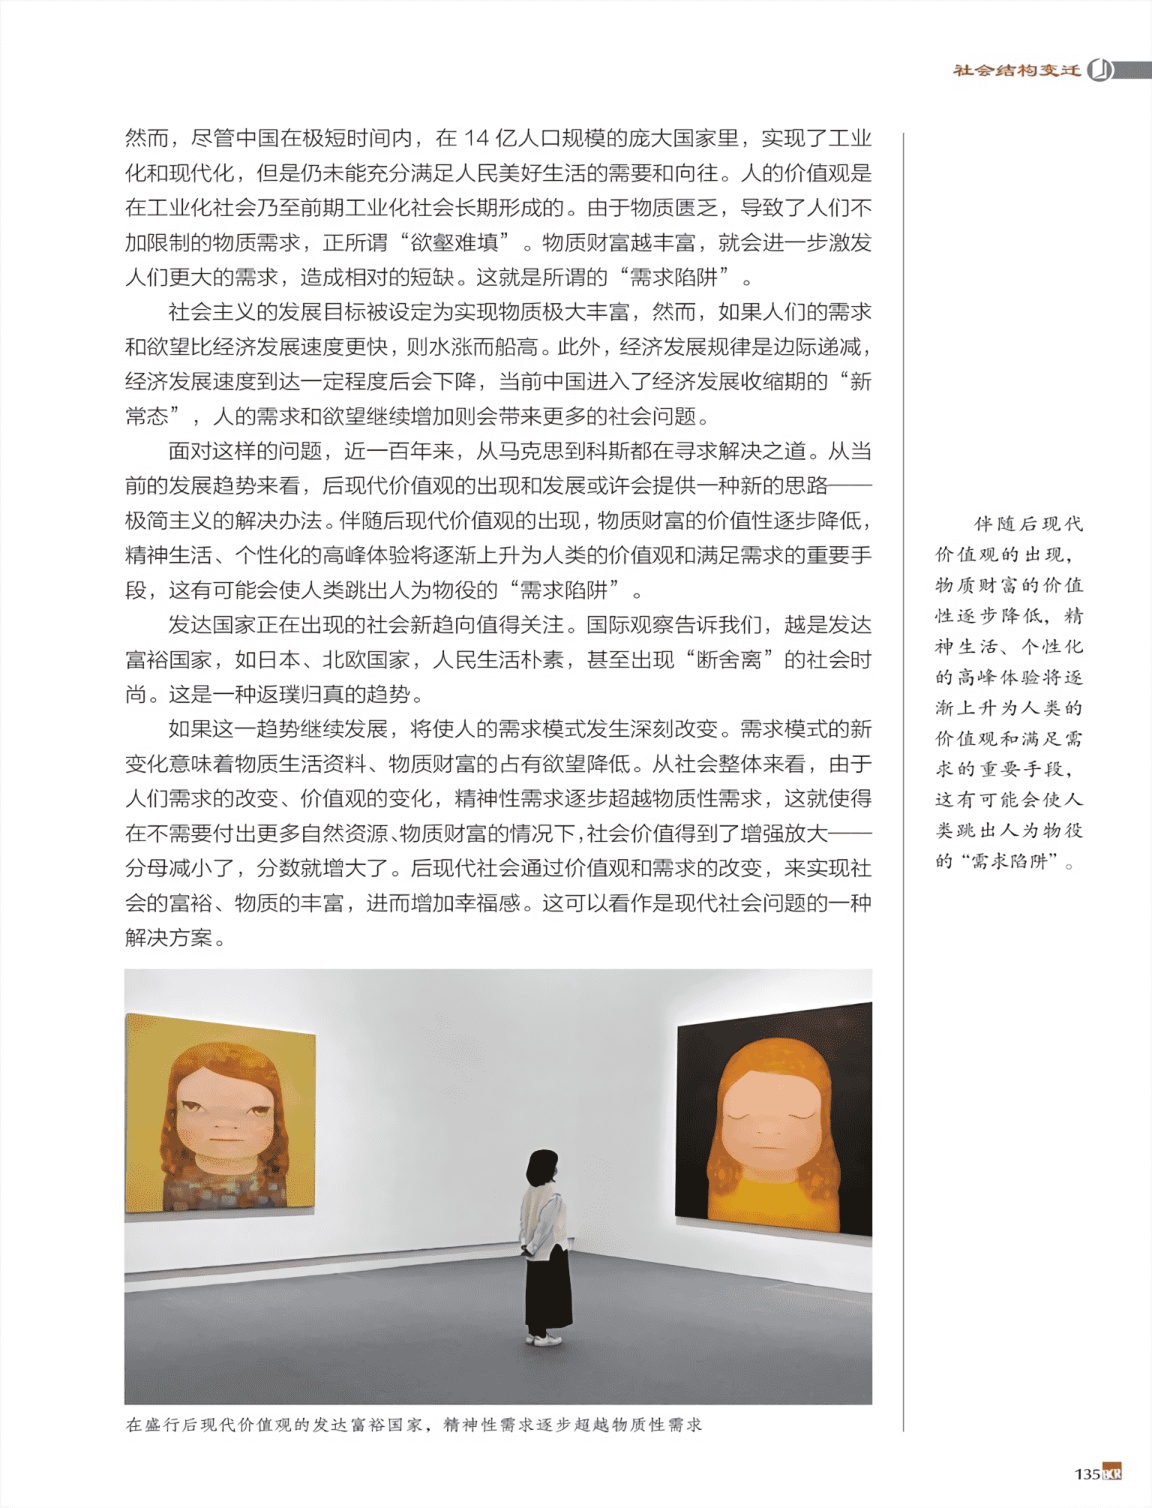 社会结构变迁
然而，尽管中国在极短时间内，在 14 亿人口规模的庞大国家里，实现了工业
化和现代化，但是仍未能充分满足人民美好生活的需要和向往。人的价值观是
在工业化社会乃至前期工业化社会长期形成的。由于物质匮乏，导致了人们不
加限制的物质需求，正所谓“欲壑难填”。物质财富越丰富，就会进一步激发
人们更大的需求，造成相对的短缺。这就是所谓的“需求陷阱”。
社会主义的发展目标被设定为实现物质极大丰富，然而，如果人们的需求
和欲望比经济发展速度更快，则水涨而船高。此外，经济发展规律是边际递减，
经济发展速度到达一定程度后会下降，当前中国进入了经济发展收缩期的“新
常态”，人的需求和欲望继续增加则会带来更多的社会问题。
面对这样的问题，近一百年来，从马克思到科斯都在寻求解决之道。从当
前的发展趋势来看，后现代价值观的出现和发展或许会提供一种新的思路——
极简主义的解决办法。伴随后现代价值观的出现，物质财富的价值性逐步降低，
精神生活、个性化的高峰体验将逐渐上升为人类的价值观和满足需求的重要手
段，这有可能会使人类跳出人为物役的“需求陷阱”。
发达国家正在出现的社会新趋向值得关注。国际观察告诉我们，越是发达
富裕国家，如日本、北欧国家，人民生活朴素，甚至出现“断舍离”的社会时
尚。这是一种返璞归真的趋势。
如果这一趋势继续发展，将使人的需求模式发生深刻改变。需求模式的新
变化意味着物质生活资料、物质财富的占有欲望降低。从社会整体来看，由于
人们需求的改变、价值观的变化，精神性需求逐步超越物质性需求，这就使得
在不需要付出更多自然资源、物质财富的情况下，社会价值得到了增强放大——
分母减小了，分数就增大了。后现代社会通过价值观和需求的改变，来实现社
会的富裕、物质的丰富，进而增加幸福感。这可以看作是现代社会问题的一种
解决方案。
伴随后现代
价值观的出现，
物质财富的价值
性逐步降低，精
神生活、个性化
的高峰体验将逐
渐上升为人类的
价值观和满足需
求的重要手段，
这有可能会使人
类跳出人为物役
的“需求陷阱”。
在盛行后现代价值观的发达富裕国家，精神性需求逐步超越物质性需求
135